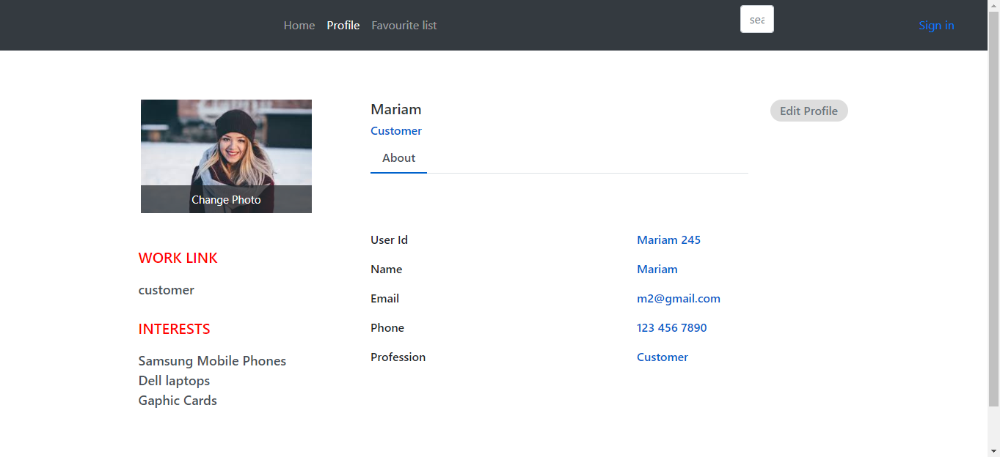 Home Profile Favourite list sea Sign in
Change Photo
Mariam
Customer
About
Edit Profile
WORK LINK
customer
INTERESTS
Samsung Mobile Phones
Dell laptops
Gaphic Cards
User Id Mariam 245
Name Mariam
Email m2@gmail.com
Phone 123 456 7890
Profession Customer